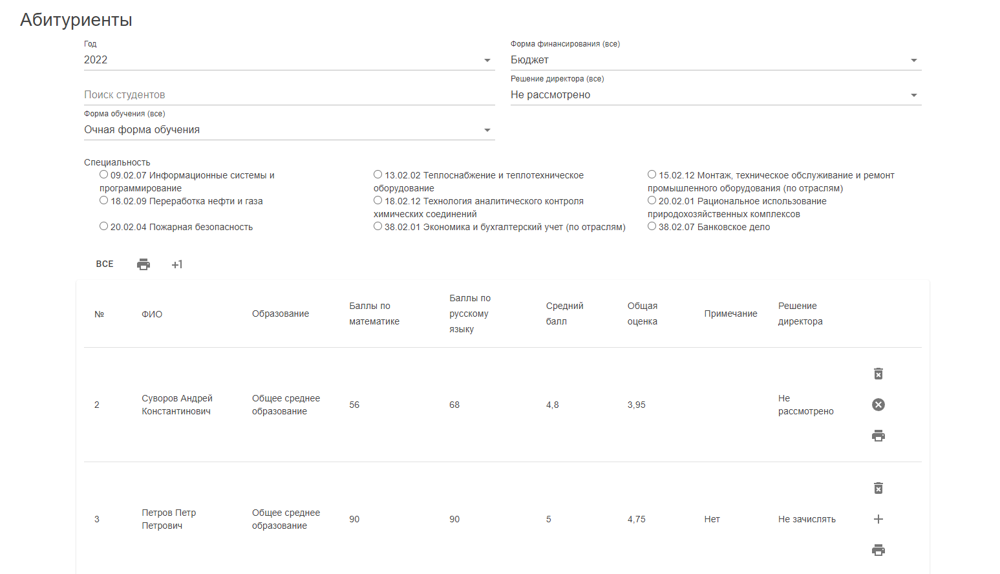 Абитуриенты
Год
2022
Форма финансирования (все)
Бюджет
Поиск студентов
Решение директора (все)
Не рассмотрено
Форма обучения (все)
Очная форма обучения
Специальность
09.02.07 Информационные системы и
программирование
13.02.02 Теплоснабжение и теплотехническое
оборудование
15.02.12 Монтаж, техническое обслуживание и ремонт
промышленного оборудования (по отраслям)
18.02.09 Переработка нефти и газа
18.02.12 Технология аналитического контроля
химических соединений
20.02.01 Рациональное использование
природохозяйственных комплексов
20.02.04 Пожарная безопасность
38.02.01 Экономика и бухгалтерский учет (по отраслям)
38.02.07 Банковское дело
ВСЕ
+1
№
ФИО
Образование
Баллы по
математике
Баллы по
русскому
языку
Средний
балл
Общая
оценка
Примечание
Решение
директора
2
Суворов Андрей
Константинович
Общее среднее
образование
56
68
4,8
3,95
Не
рассмотрено
3
Петров Петр
Петрович
Общее среднее
образование
90
90
5
4,75
Нет
Не зачислять